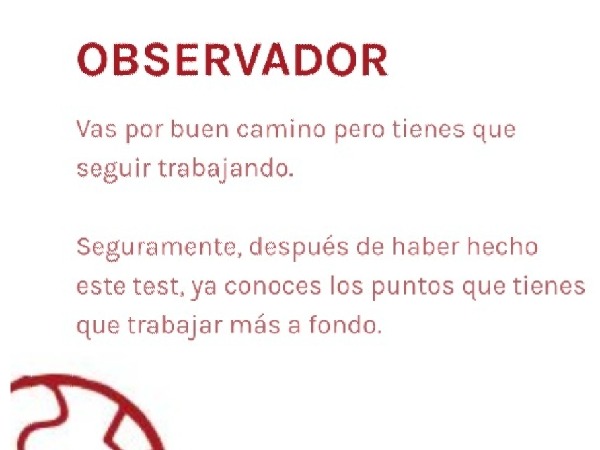 OBSERVADOR
Vas por buen camino pero tienes que
seguir trabajando.
Seguramente, después de haber hecho
este test, ya conoces los puntos que tienes
que trabajar más a fondo.